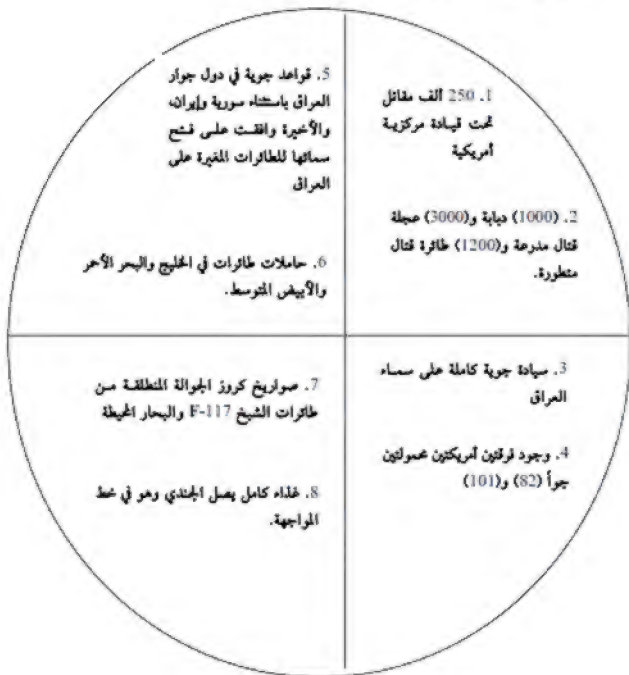 1. 250 ألف مقاتل
تحت قيادة مركزية
أمريكية
2. (1000) دبابة و(3000) عجلة
قتال مدرعة و(1200) طائرة قتال
متطورة.
3. سيادة جوية كاملة على سماء
العراق
4. وجود فرقتين أمريكتين محمولتين
جواً (82) و(101)
5. قواعد جوية في دول جوار
العراق باستثناء سورية وإيران،
والأخيرة وافقت على فتح
سمائها للطائرات المغيرة على
العراق
6. حاملات طائرات في الخليج والبحر الأحمر
والأبيض المتوسط.
7. صواريخ كروز الجوالة المنطلقة من
طائرات الشبح F-117 والبحار المحيطة
8. غذاء كامل يصل الجندي وهو في خط
المواجهة.